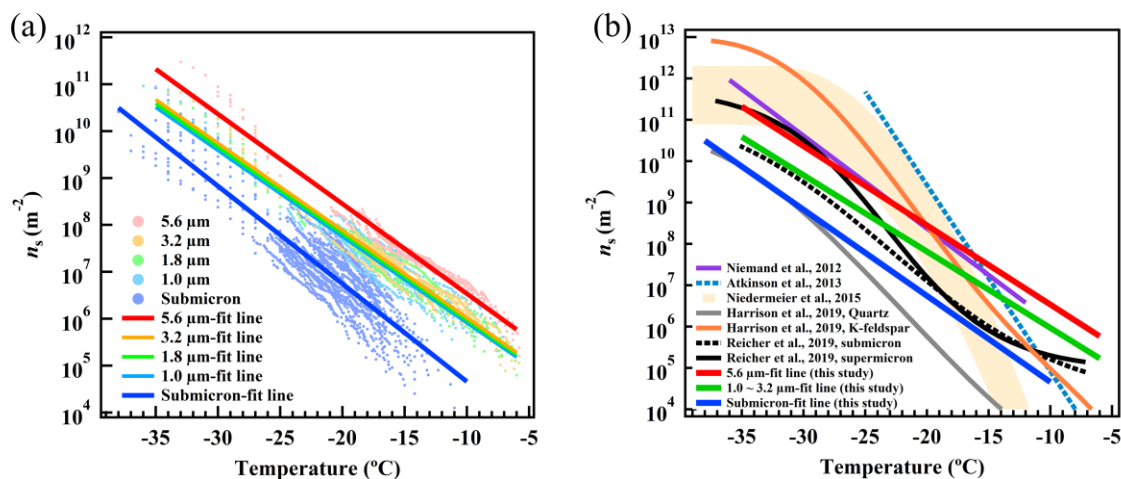 (a)
10^12
10^11
10^10
10^9
10^8
10^7
10^6
10^5
10^4
n_s (m^-2)
5.6 µm
3.2 µm
1.8 µm
1.0 µm
Submicron
5.6 µm-fit line
3.2 µm-fit line
1.8 µm-fit line
1.0 µm-fit line
Submicron-fit line
-35 -30 -25 -20 -15 -10 -5
Temperature (ºC)
(b)
10^13
10^12
10^11
10^10
10^9
10^8
10^7
10^6
10^5
10^4
n_s (m^-2)
Niemand et al., 2012
Atkinson et al., 2013
Niedermeier et al., 2015
Harrison et al., 2019, Quartz
Harrison et al., 2019, K-feldspar
Reicher et al., 2019, submicron
Reicher et al., 2019, supermicron
5.6 µm-fit line (this study)
1.0 ~ 3.2 µm-fit line (this study)
Submicron-fit line (this study)
-35 -30 -25 -20 -15 -10 -5
Temperature (ºC)